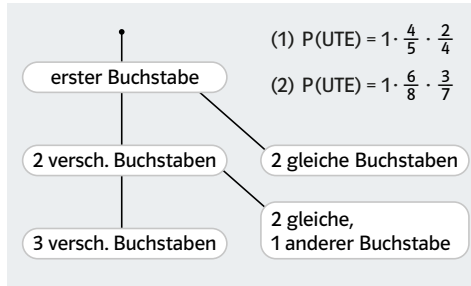 (1) P(UTE) = 1 · 4/5 · 2/4
(2) P(UTE) = 1 · 6/8 · 3/7
erster Buchstabe
2 versch. Buchstaben
2 gleiche Buchstaben
3 versch. Buchstaben
2 gleiche,
1 anderer Buchstabe